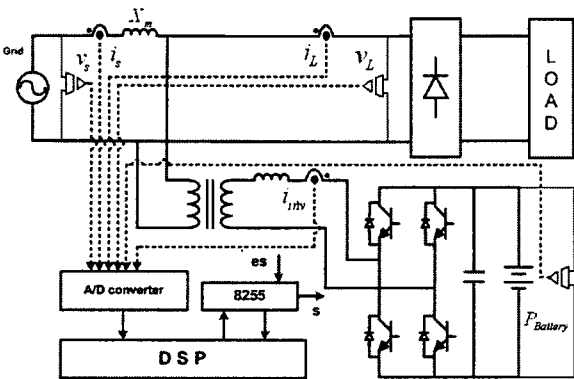 X_m
Gnd
v_s
i_s
i_L
v_L
LOAD
i_inv
es
A/D converter
8255
s
P_Battery
DSP